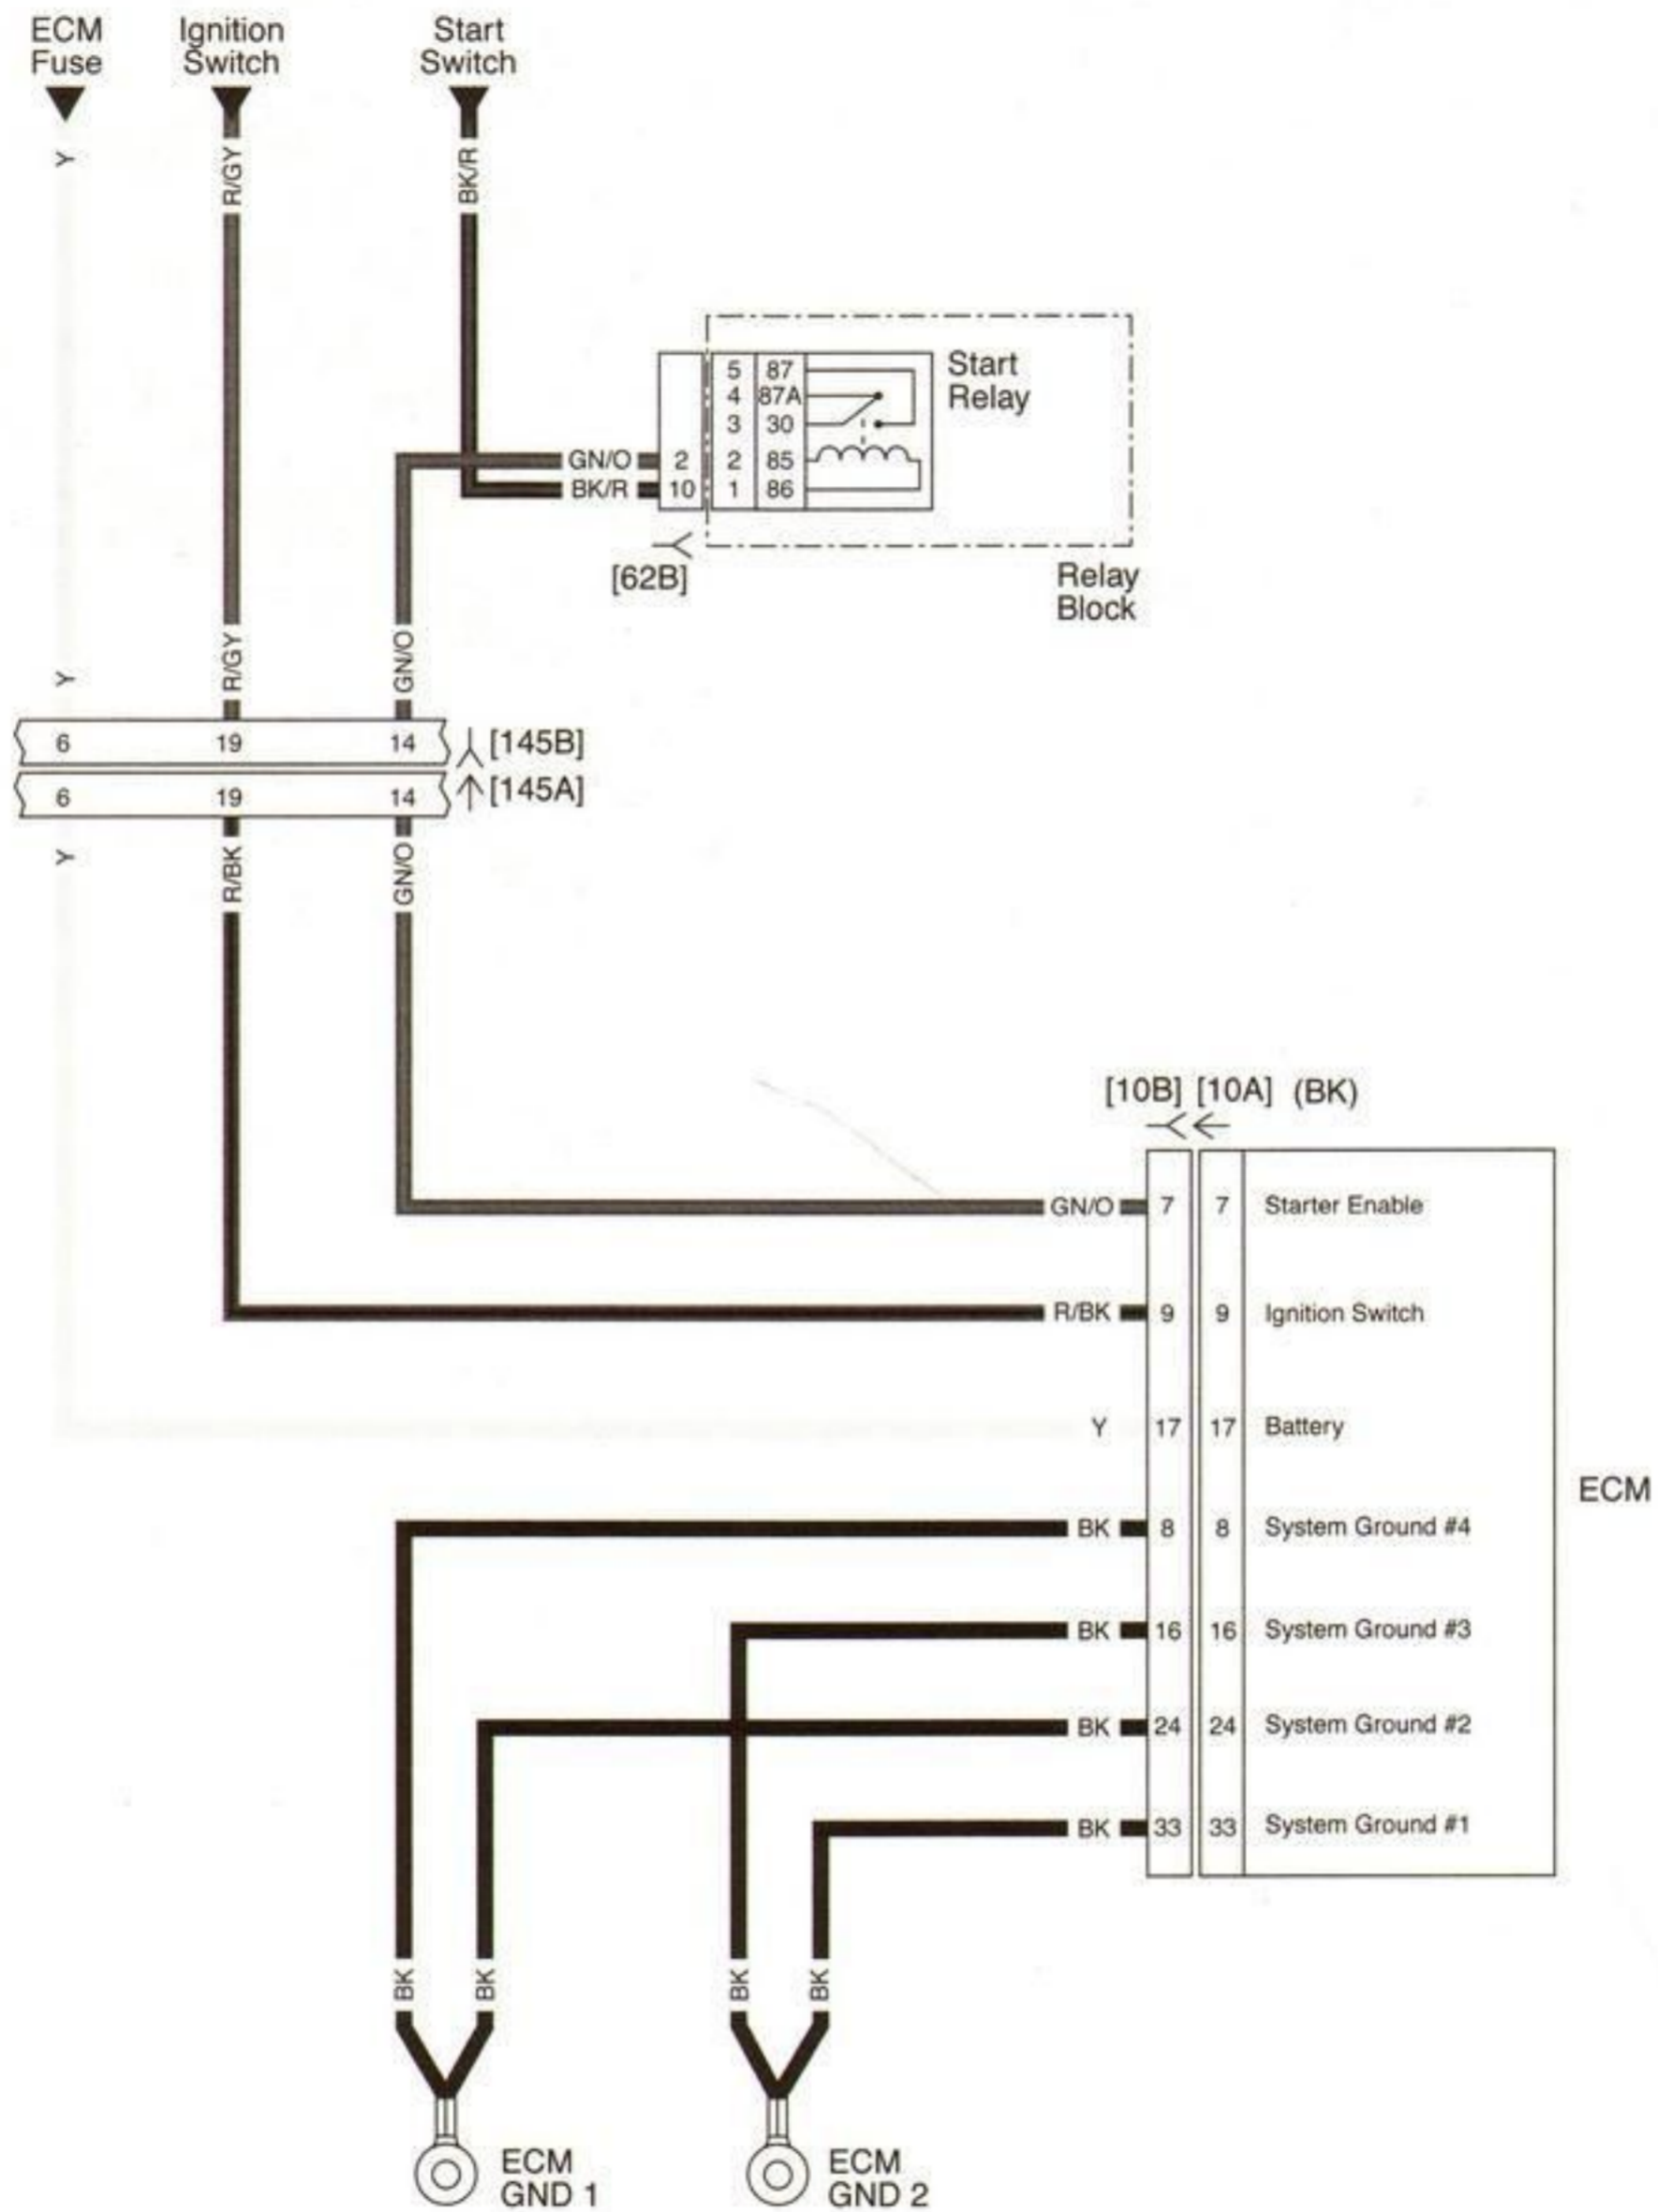 ECM
Fuse
Ignition
Switch
Start
Switch
Y
R/GY
BK/R
5 87
4 87A
3 30
GN/O 2 2 85
BK/R 10 1 86
Start
Relay
[62B]
Relay
Block
Y
R/GY
GN/O
6 19 14 [145B]
6 19 14 [145A]
Y
R/BK
GN/O
[10B] [10A] (BK)
GN/O 7 7 Starter Enable
R/BK 9 9 Ignition Switch
Y 17 17 Battery
ECM
BK 8 8 System Ground #4
BK 16 16 System Ground #3
BK 24 24 System Ground #2
BK 33 33 System Ground #1
BK
BK
BK
BK
ECM
GND 1
ECM
GND 2